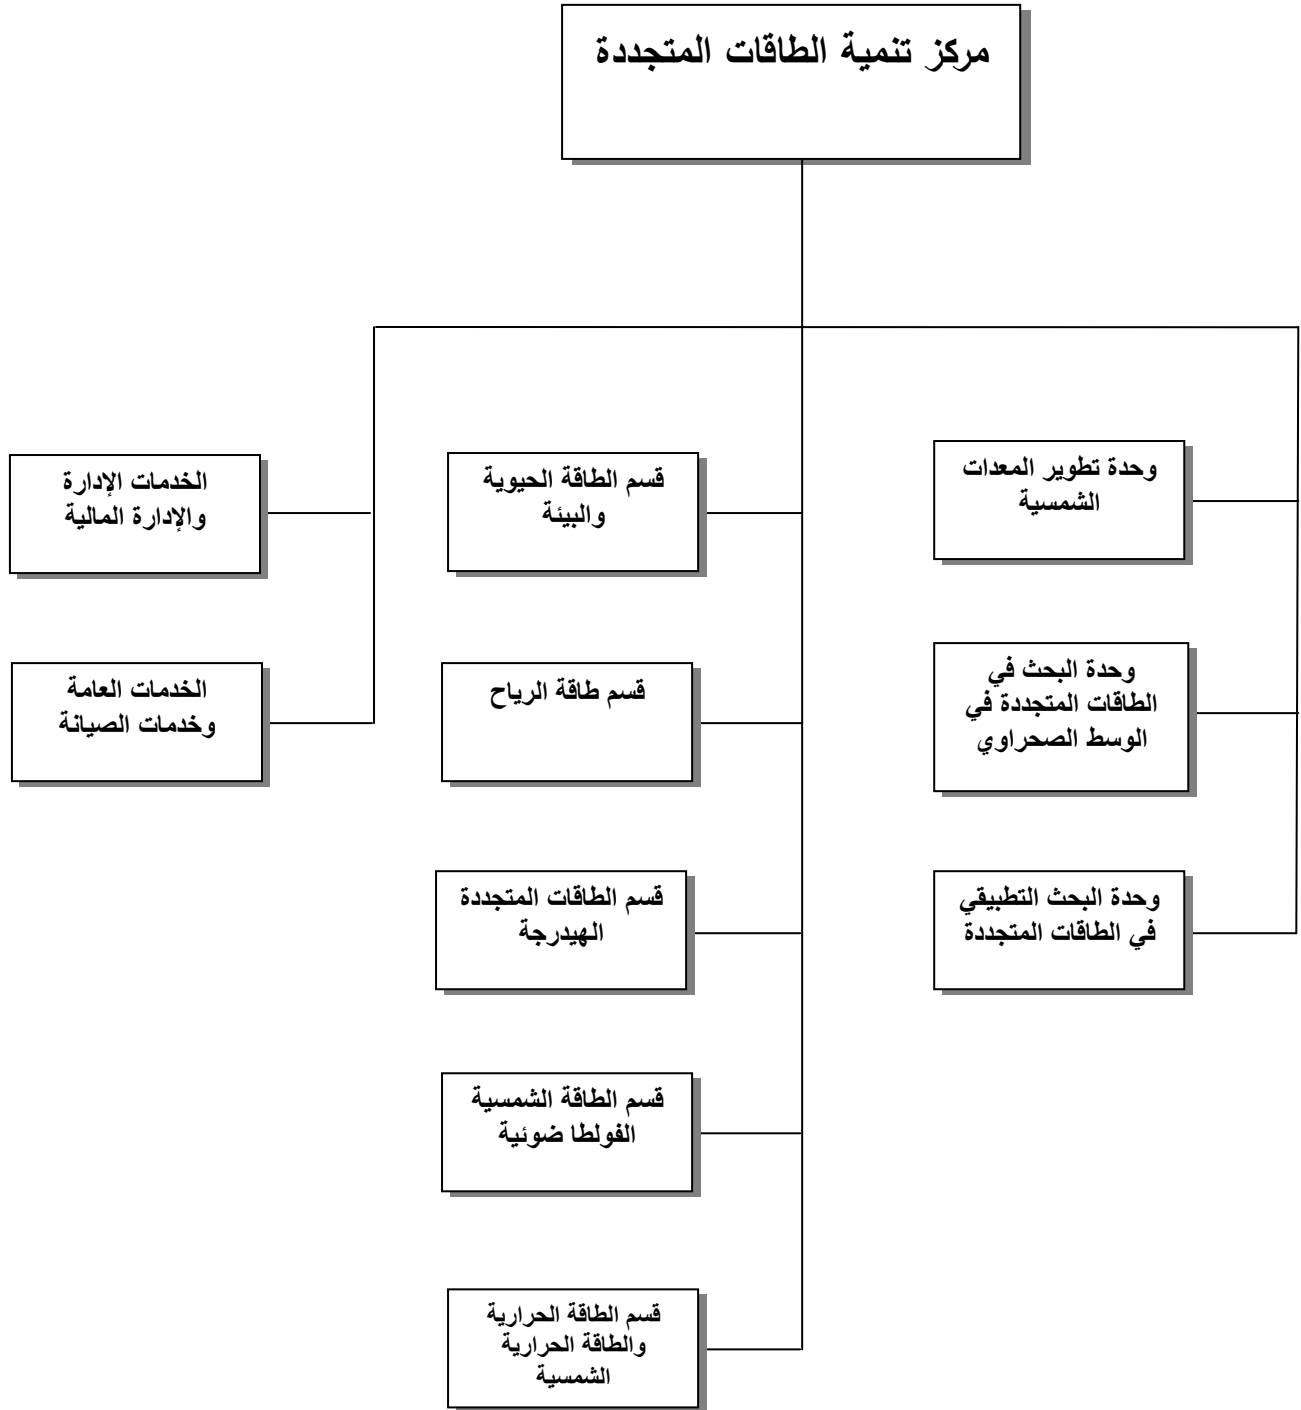 مركز تنمية الطاقات المتجددة
وحدة تطوير المعدات
الشمسية
وحدة البحث في
الطاقات المتجددة في
الوسط الصحراوي
وحدة البحث التطبيقي
في الطاقات المتجددة
قسم الطاقة الحيوية
والبيئة
قسم طاقة الرياح
قسم الطاقات المتجددة
الهيدرجة
قسم الطاقة الشمسية
الفولطا ضوئية
قسم الطاقة الحرارية
والطاقة الحرارية
الشمسية
الخدمات الإدارة
والإدارة المالية
الخدمات العامة
وخدمات الصيانة